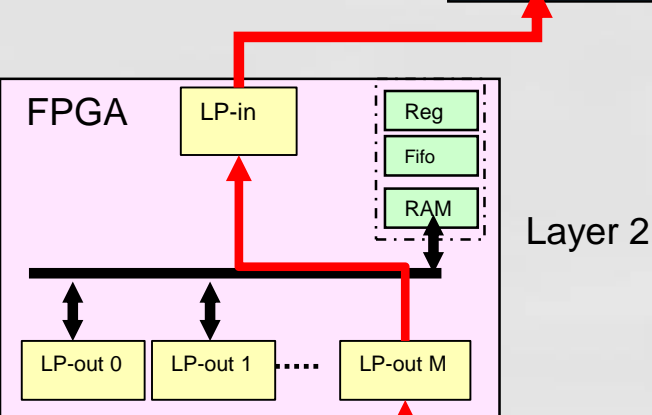 FPGA
LP-in
Reg
Fifo
RAM
Layer 2
LP-out 0
LP-out 1
LP-out M